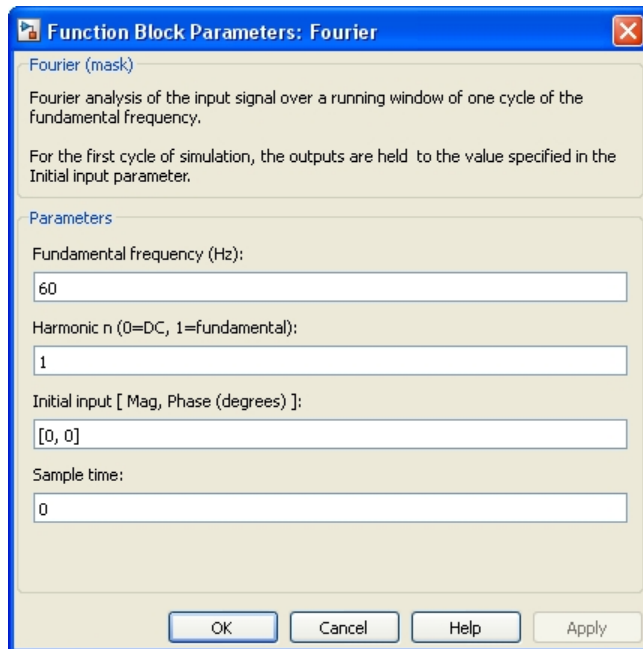 Function Block Parameters: Fourier
Fourier (mask)
Fourier analysis of the input signal over a running window of one cycle of the
fundamental frequency.
For the first cycle of simulation, the outputs are held  to the value specified in the
Initial input parameter.
Parameters
Fundamental frequency (Hz):
60
Harmonic n (0=DC, 1=fundamental):
1
Initial input [ Mag, Phase (degrees) ]:
[0, 0]
Sample time:
0
OK Cancel Help Apply